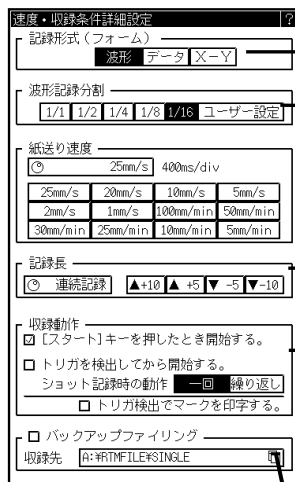 速度・収録条件詳細設定 ?
記録形式(フォーム)
波形 データ X-Y
波形記録分割
1/1 1/2 1/4 1/8 1/16 ユーザー設定
紙送り速度
25mm/s 400ms/div
25mm/s 20mm/s 10mm/s 5mm/s
2mm/s 1mm/s 100mm/min 50mm/min
30mm/min 25mm/min 10mm/min 5mm/min
記録長
連続記録 ▲+10 ▲ +5 ▼ -5 ▼-10
収録動作
☑ [スタート]キーを押したとき開始する。
□ トリガを検出してから開始する。
ショット記録時の動作 一回 繰り返し
□ トリガ検出でマークを印字する。
□ バックアップファイリング
収録先 A:¥RTMFILE¥SINGLE